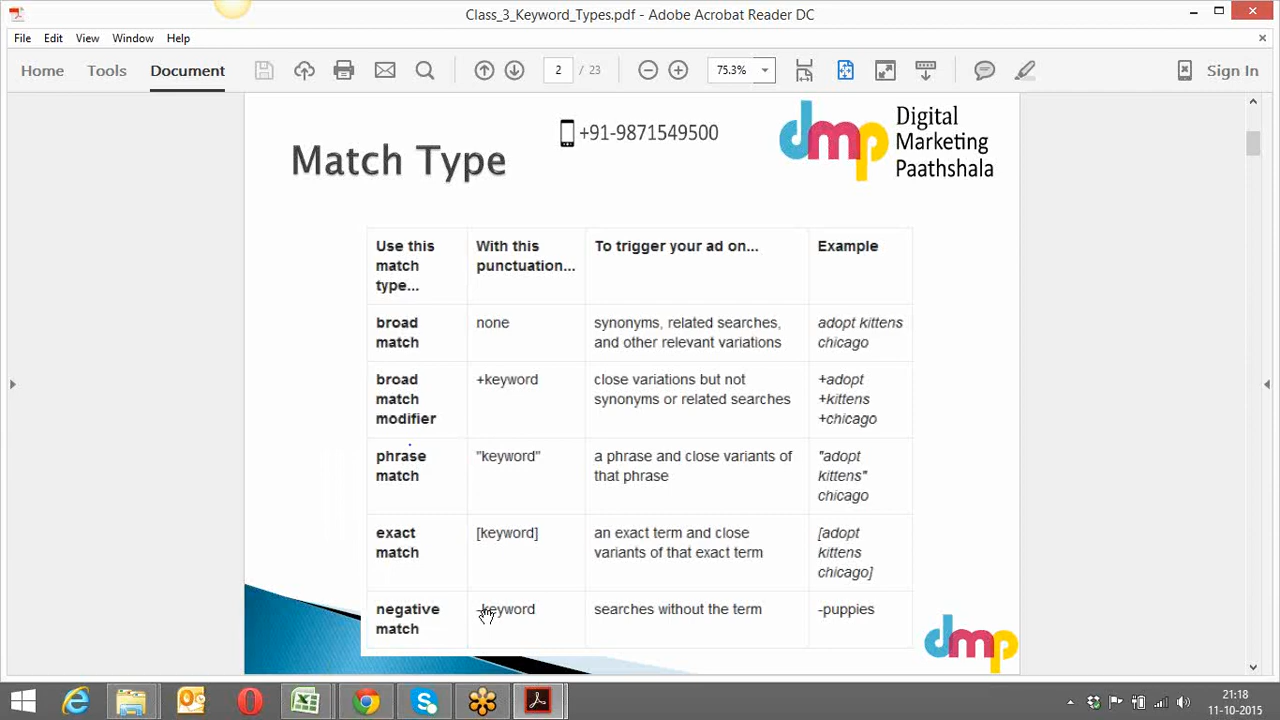 Class_3_Keyword_Types.pdf - Adobe Acrobat Reader DC
File Edit View Window Help
Home Tools Document 2 / 23 75.3% Sign In
+91-9871549500
dmp
Digital
Marketing
Paathshala
Match Type
Use this
match
type...
With this
punctuation...
To trigger your ad on...
Example
broad
match
none
synonyms, related searches,
and other relevant variations
adopt kittens
chicago
broad
match
modifier
+keyword
close variations but not
synonyms or related searches
+adopt
+kittens
+chicago
phrase
match
"keyword"
a phrase and close variants of
that phrase
"adopt
kittens"
chicago
exact
match
[keyword]
an exact term and close
variants of that exact term
[adopt
kittens
chicago]
negative
match
-keyword
searches without the term
-puppies
dmp
21:18
11-10-2015